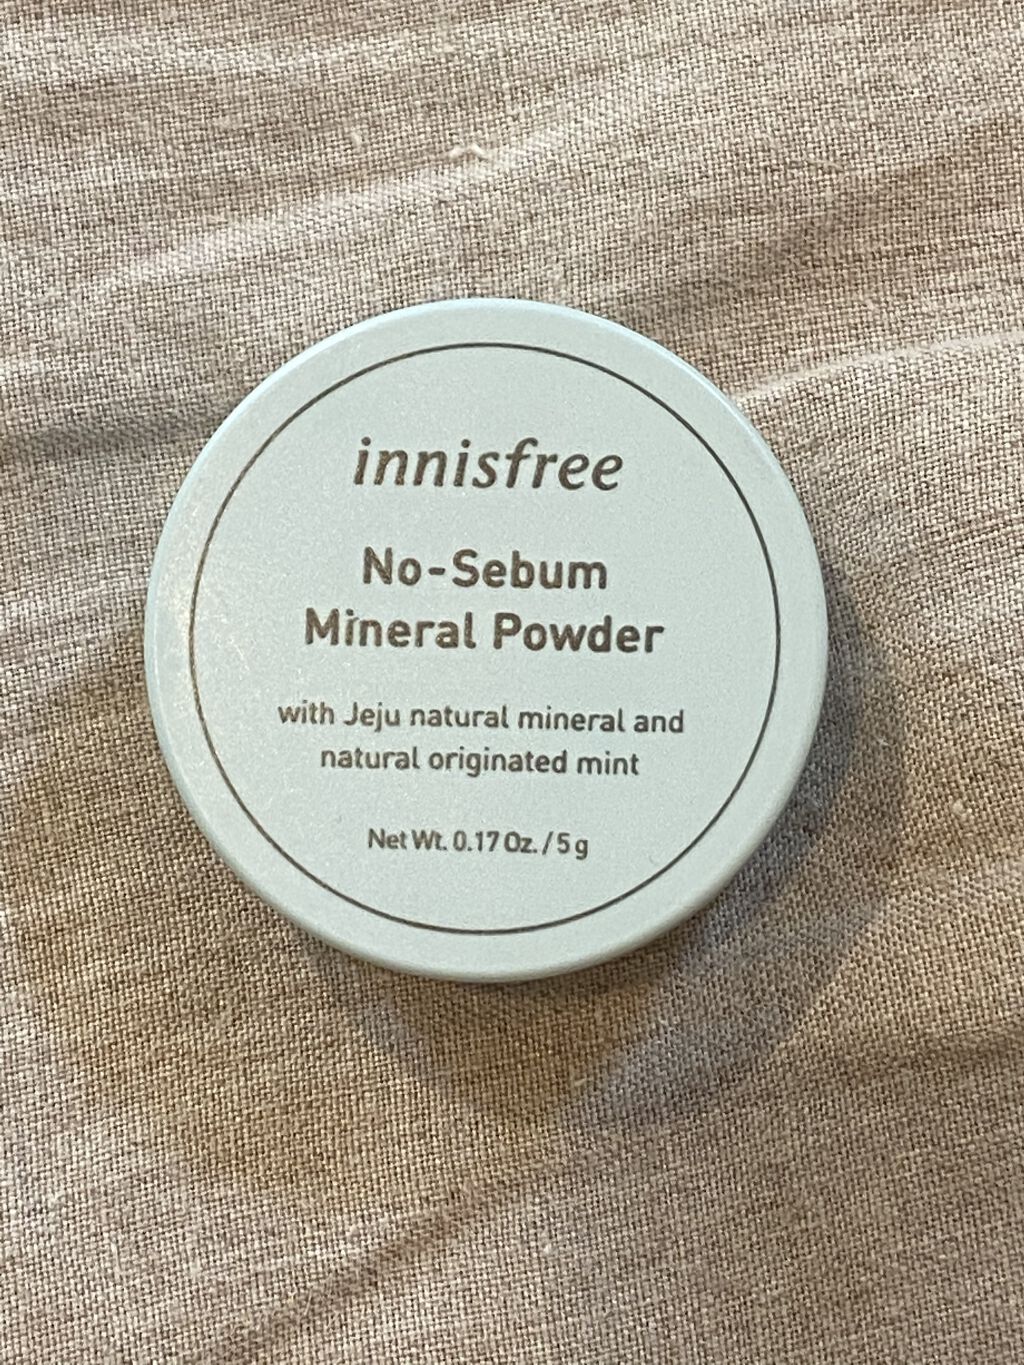 innisfree
No-Sebum
Mineral Powder
with Jeju natural mineral and
natural originated mint
Net Wt. 0.17 Oz. / 5 g